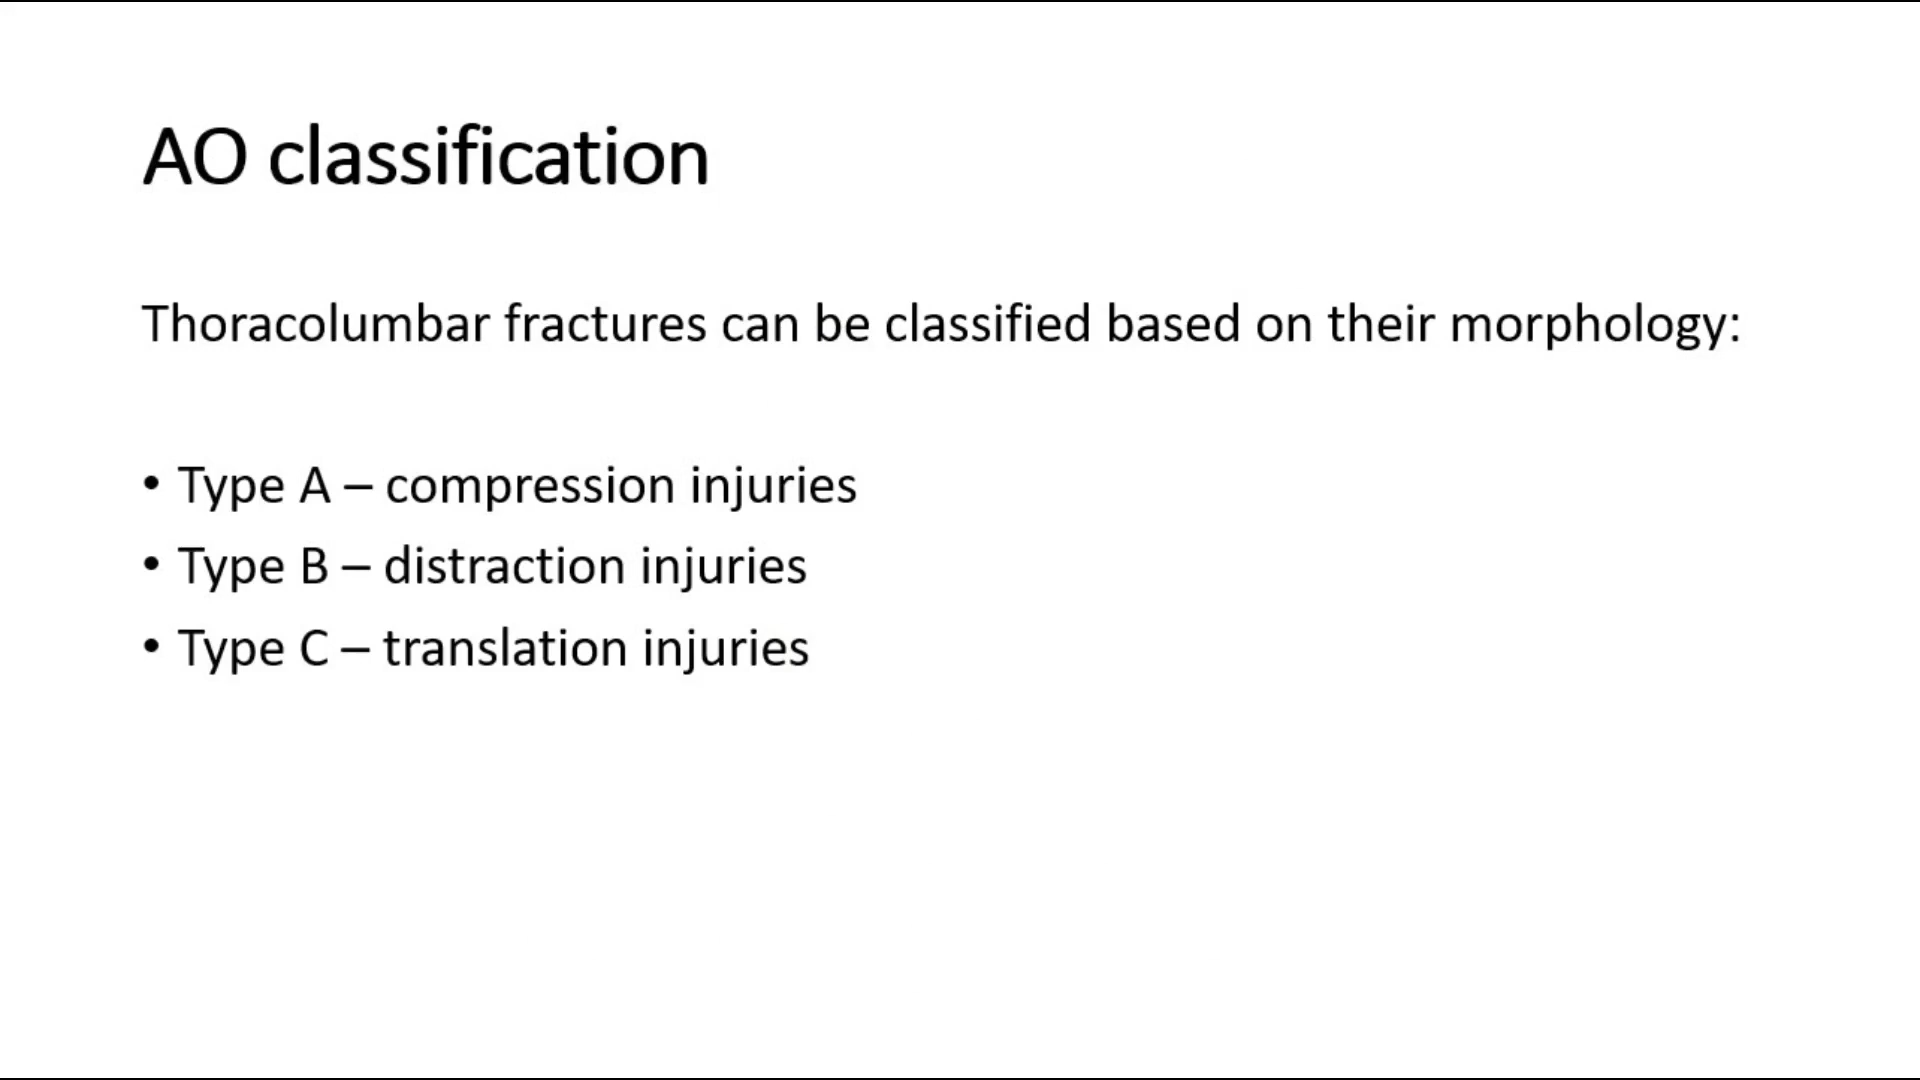 AO classification
Thoracolumbar fractures can be classified based on their morphology:
• Type A – compression injuries
• Type B – distraction injuries
• Type C – translation injuries